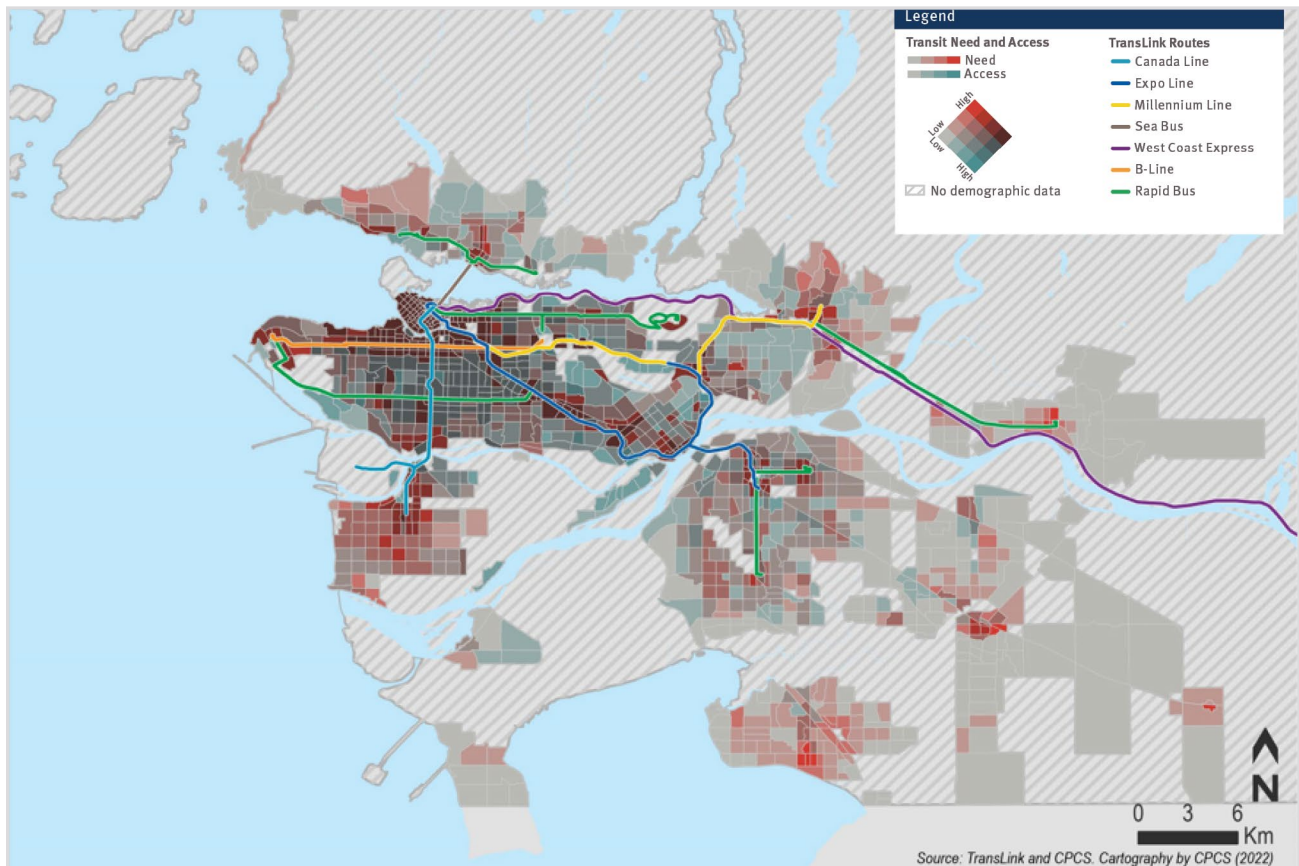 Legend
Transit Need and Access
Need
Access
High
Low
Low
High
No demographic data
TransLink Routes
Canada Line
Expo Line
Millennium Line
Sea Bus
West Coast Express
B-Line
Rapid Bus
N
0 3 6
Km
Source: TransLink and CPCS. Cartography by CPCS (2022)